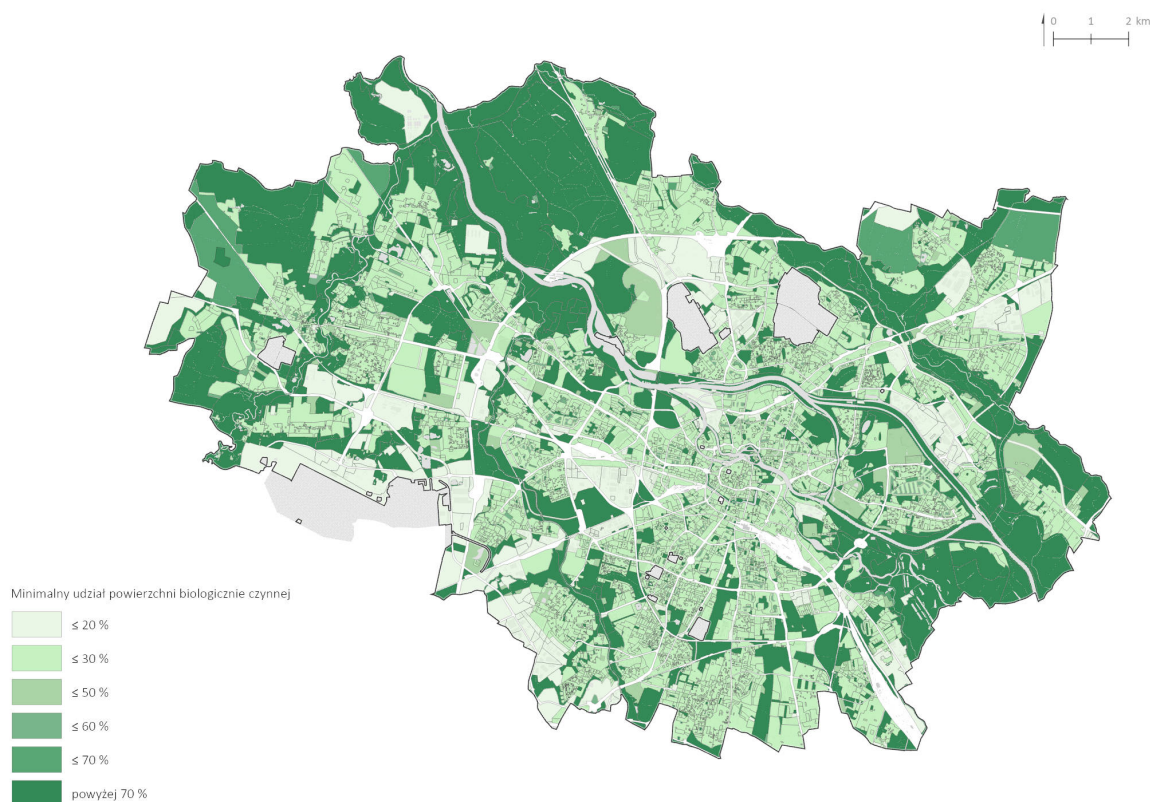 0 1 2 km
Minimalny udział powierzchni biologicznie czynnej
≤ 20 %
≤ 30 %
≤ 50 %
≤ 60 %
≤ 70 %
powyżej 70 %